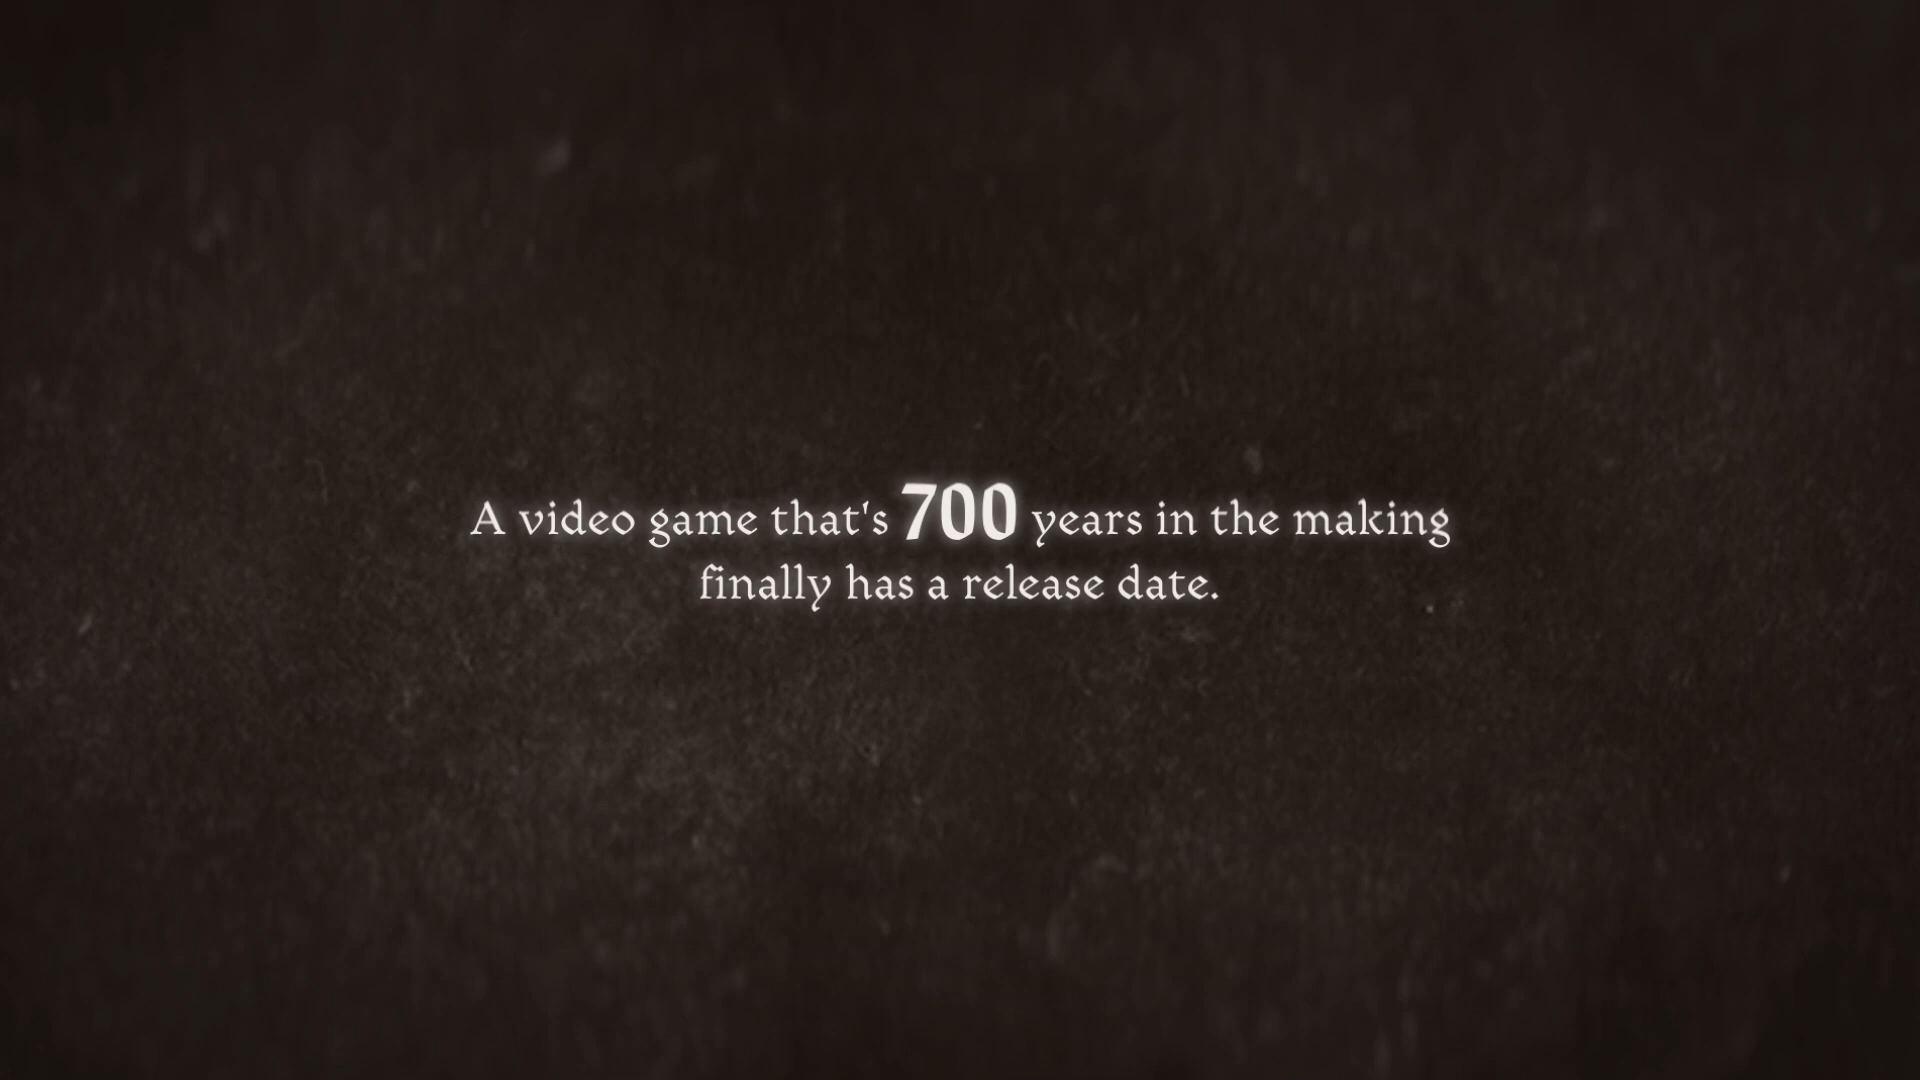 A video game that's 700 years in the making
finally has a release date.